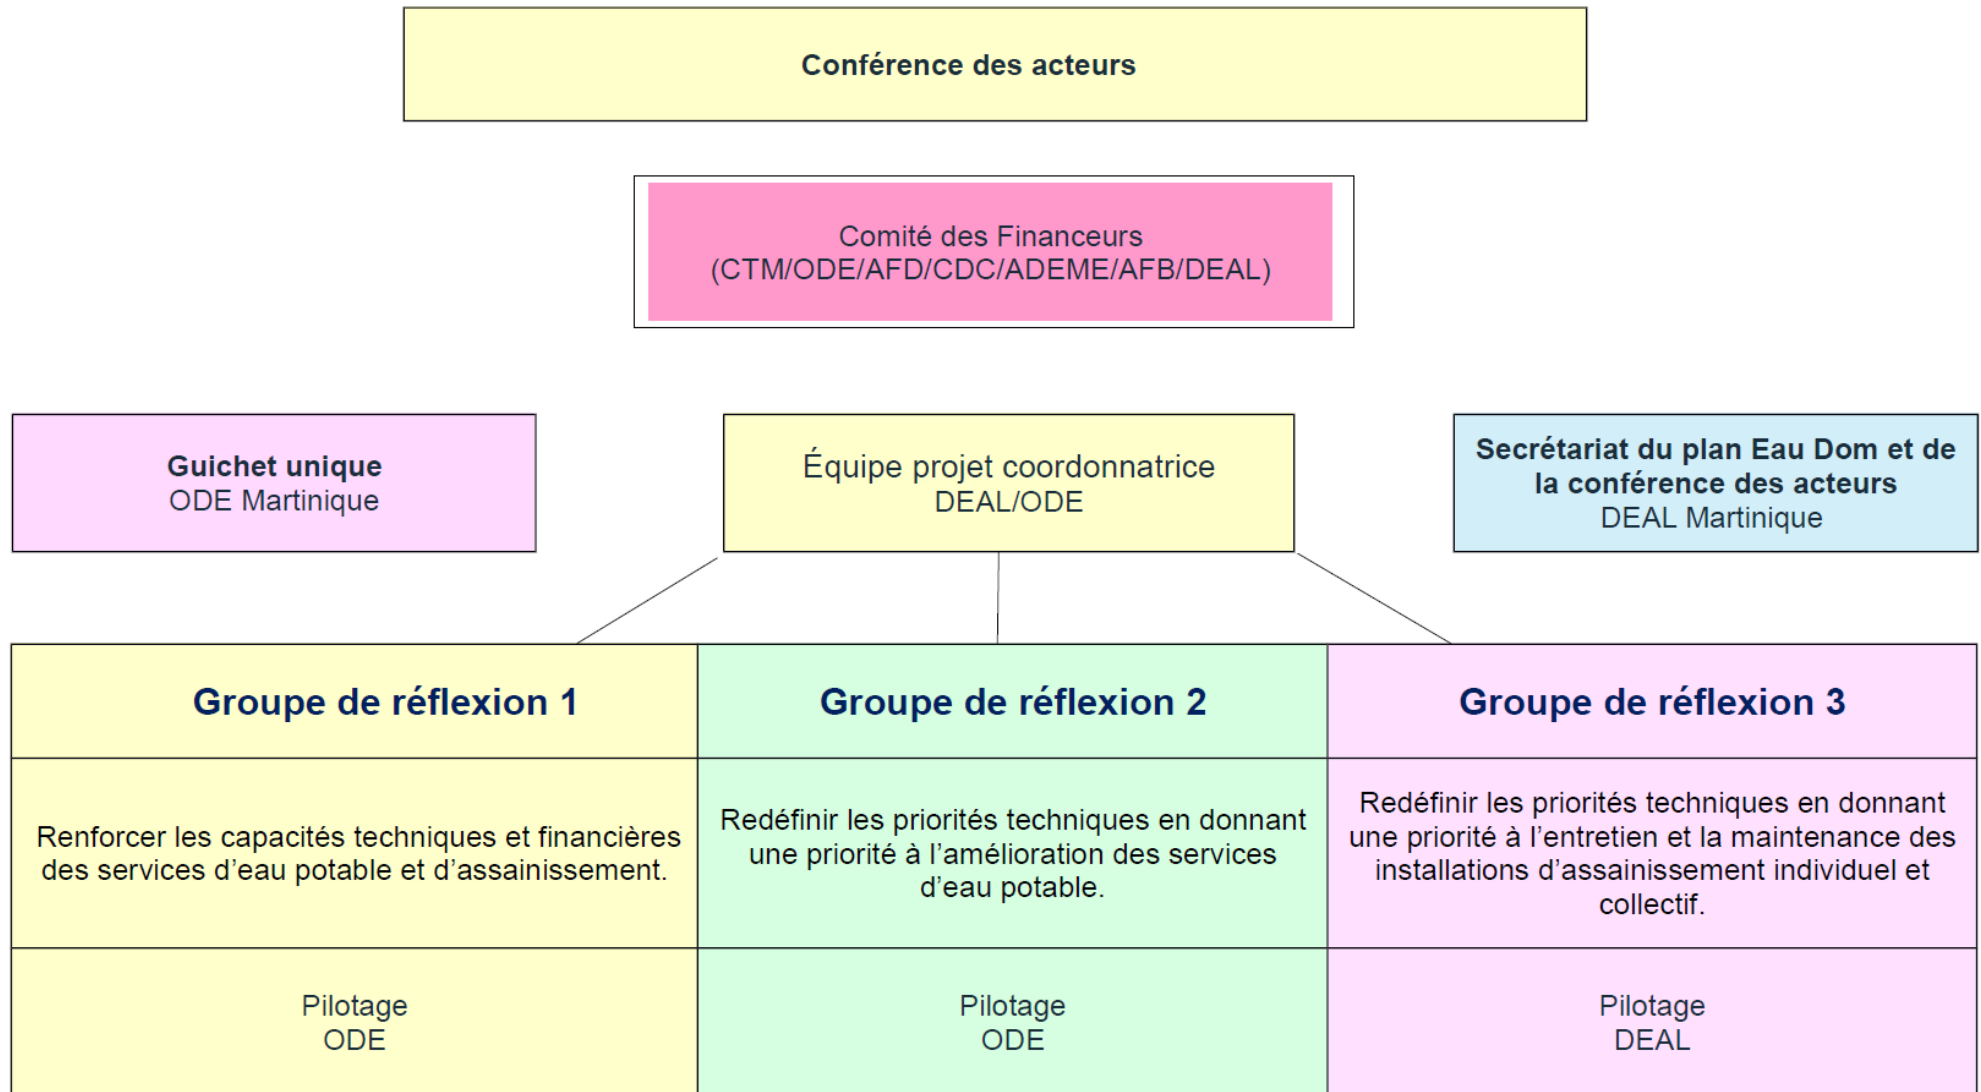 Conférence des acteurs
Comité des Financeurs
(CTM/ODE/AFD/CDC/ADEME/AFB/DEAL)
Guichet unique
ODE Martinique
Équipe projet coordonnatrice
DEAL/ODE
Secrétariat du plan Eau Dom et de
la conférence des acteurs
DEAL Martinique
Groupe de réflexion 1
Groupe de réflexion 2
Groupe de réflexion 3
Renforcer les capacités techniques et financières
des services d'eau potable et d'assainissement.
Redéfinir les priorités techniques en donnant
une priorité à l'amélioration des services
d'eau potable.
Redéfinir les priorités techniques en donnant
une priorité à l'entretien et la maintenance des
installations d'assainissement individuel et
collectif.
Pilotage
ODE
Pilotage
ODE
Pilotage
DEAL